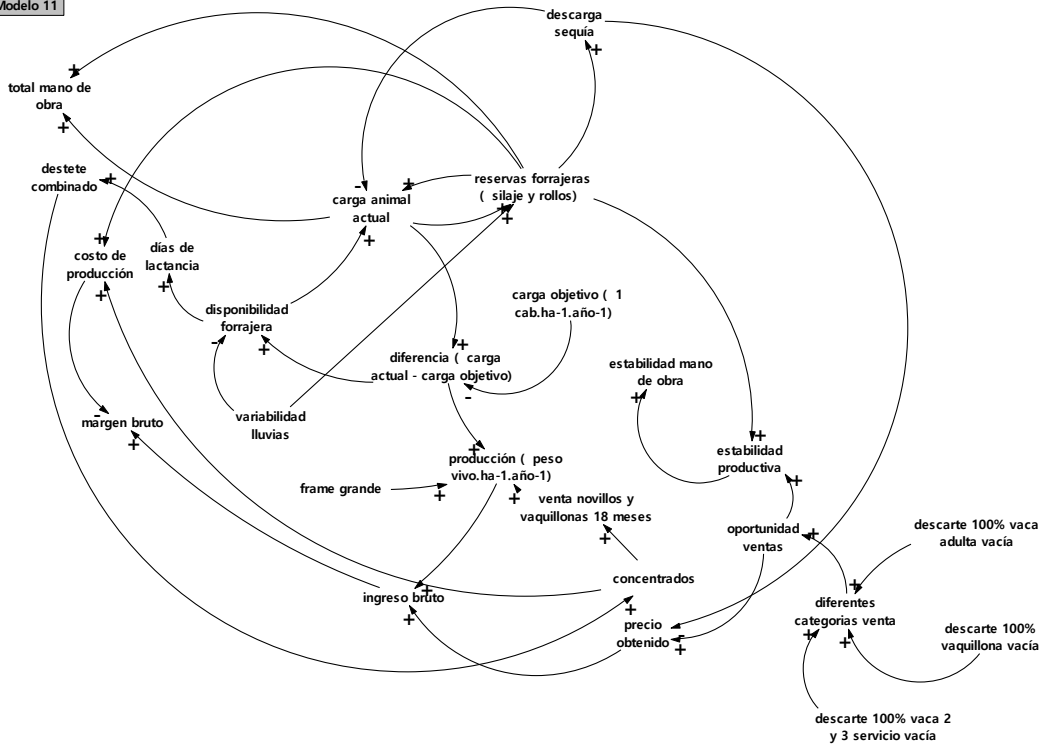 Modelo 11
descarga
sequía
total mano de
obra
destete
combinado
reservas forrajeras
( silaje y rollos)
carga animal
actual
costo de
producción
días de
lactancia
carga objetivo ( 1
cab.ha-1.año-1)
disponibilidad
forrajera
diferencia ( carga
actual - carga objetivo)
estabilidad mano
de obra
margen bruto
variabilidad
lluvias
producción ( peso
vivo.ha-1.año-1)
estabilidad
productiva
frame grande
venta novillos y
vaquillonas 18 meses
oportunidad
ventas
descarte 100% vaca
adulta vacía
concentrados
ingreso bruto
diferentes
categorias venta
precio
obtenido
descarte 100%
vaquillona vacía
descarte 100% vaca 2
y 3 servicio vacía